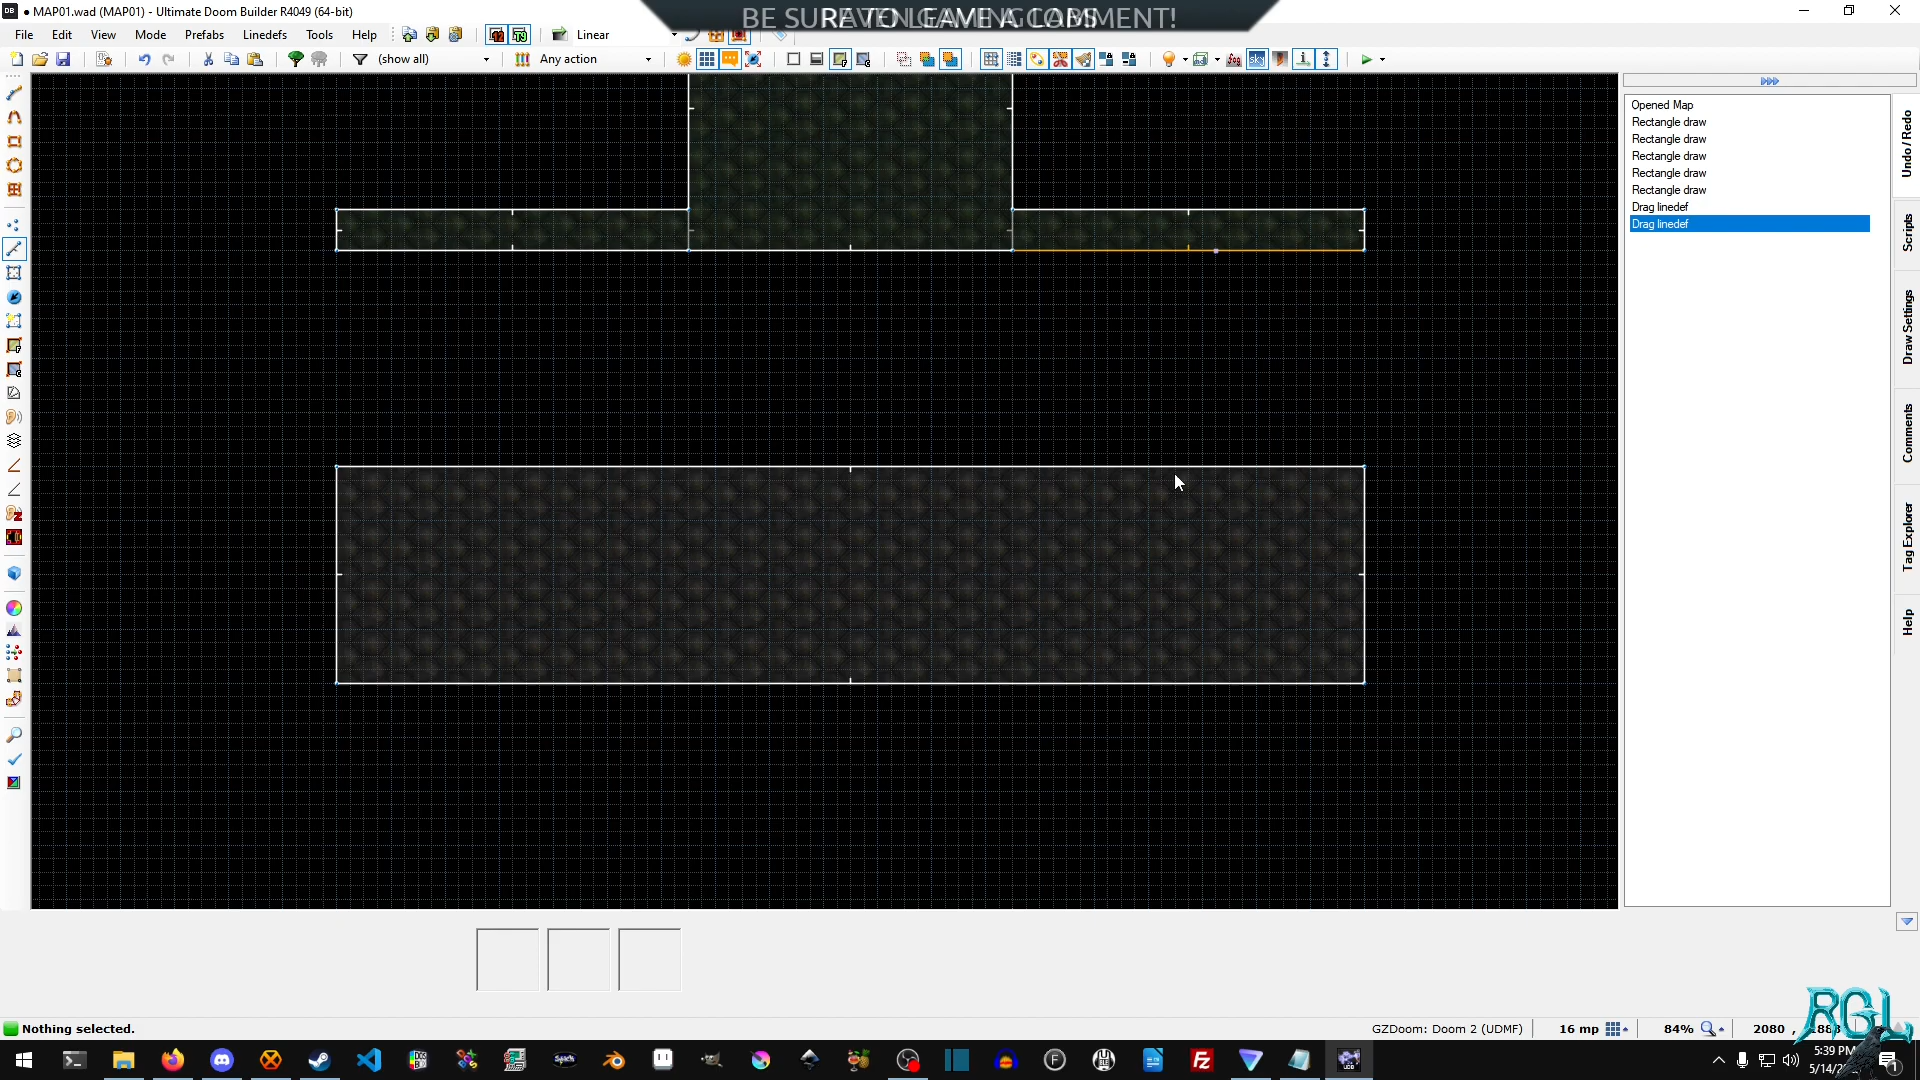 MAP01.wad (MAP01) - Ultimate Doom Builder R4049 (64-bit)
File Edit View Mode Prefabs Linedefs Tools Help
Linear
(show all)
Any action
Opened Map
Rectangle draw
Rectangle draw
Rectangle draw
Rectangle draw
Rectangle draw
Drag linedef
Drag linedef
Undo / Redo
Scripts
Draw Settings
Comments
Tag Explorer
Help
Nothing selected.
GZDoom: Doom 2 (UDMF)
16 mp
84%
2080 ,
RGL
5:39 PM